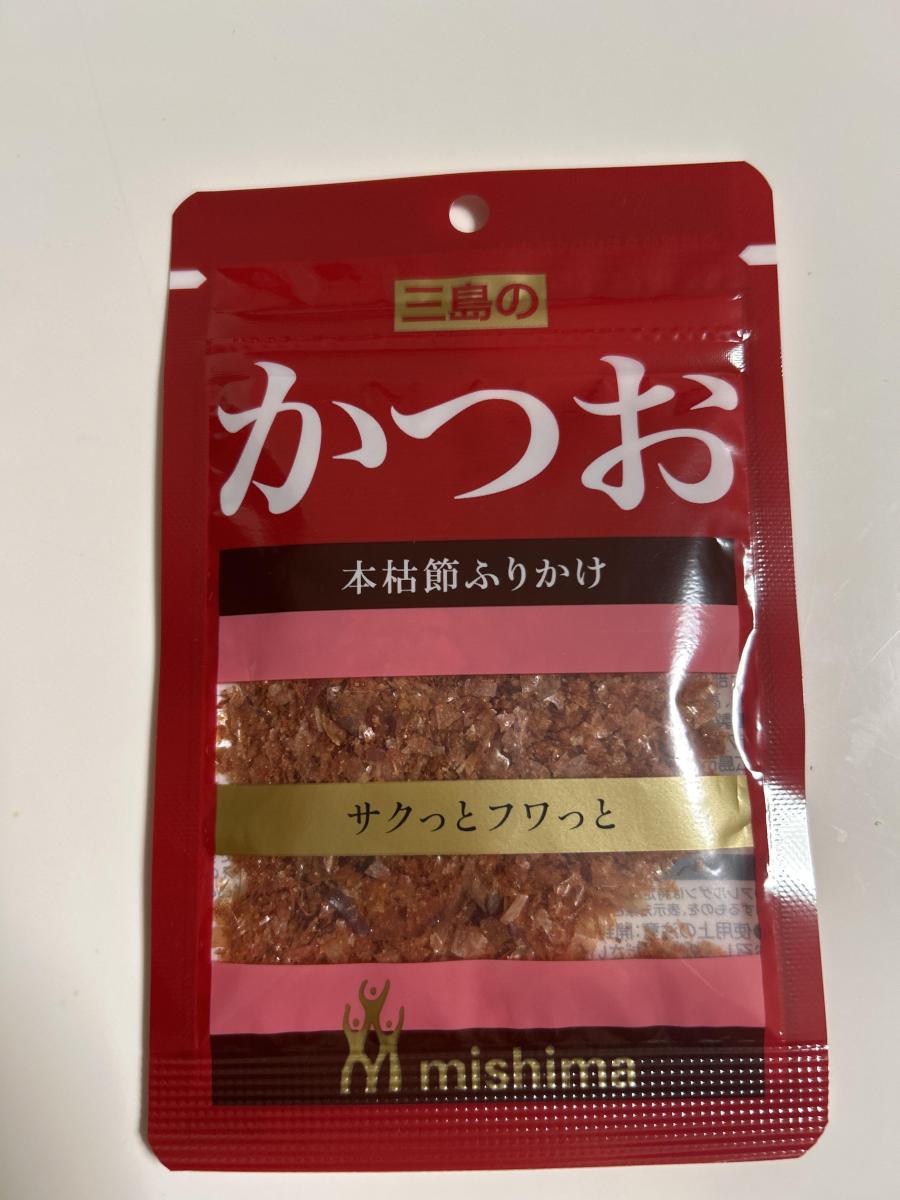 三島の
かつお
本枯節ふりかけ
サクっとフワっと
mishima